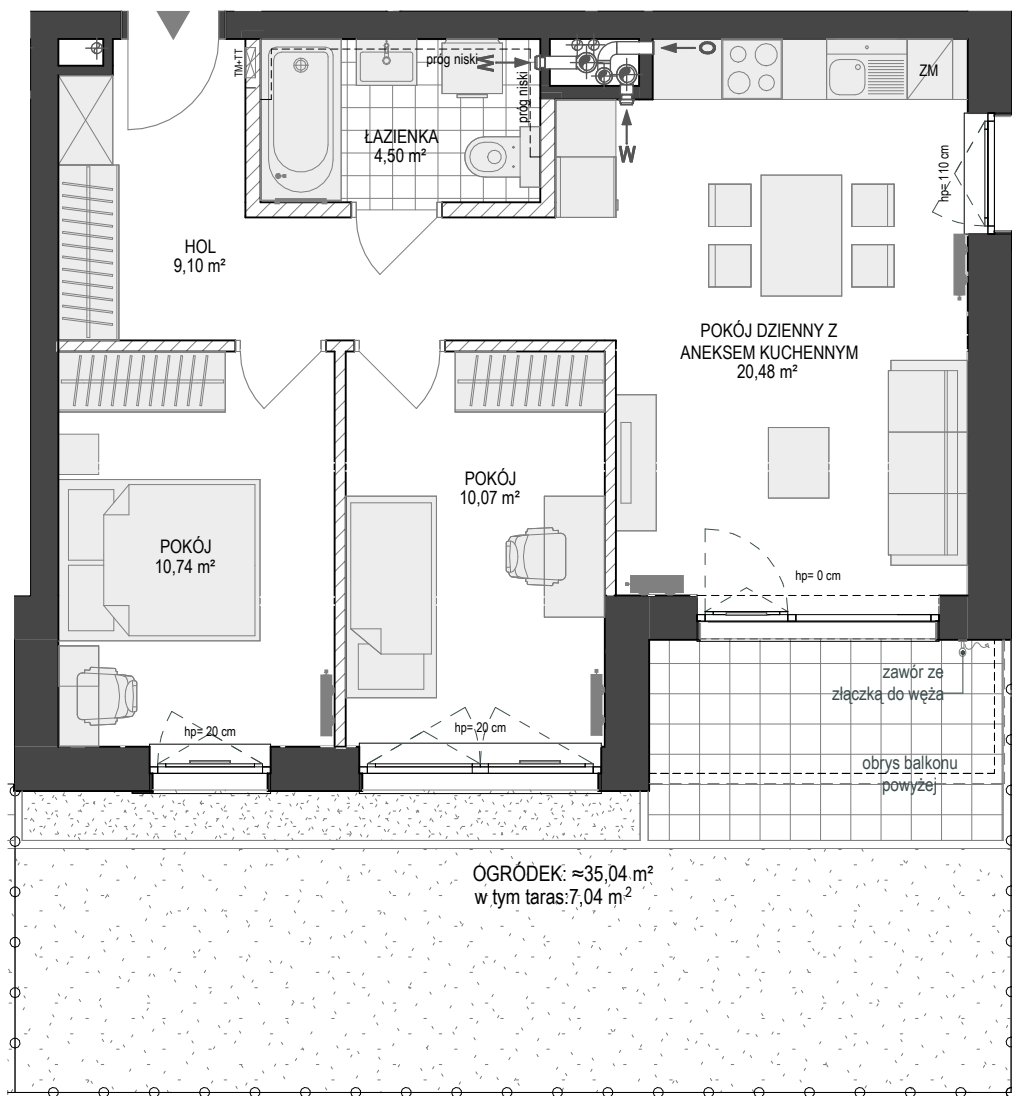 TM+TT
próg niski
W
O
ZM
próg niski
ŁAZIENKA
4,50 m²
W
hp= 110 cm
HOL
9,10 m²
POKÓJ DZIENNY Z
ANEKSEM KUCHENNYM
20,48 m²
POKÓJ
10,07 m²
POKÓJ
10,74 m²
hp= 0 cm
zawór ze
złączką do węża
hp= 20 cm
hp= 20 cm
obrys balkonu
powyżej
OGRÓDEK: ≈35,04 m²
w tym taras:7,04 m²